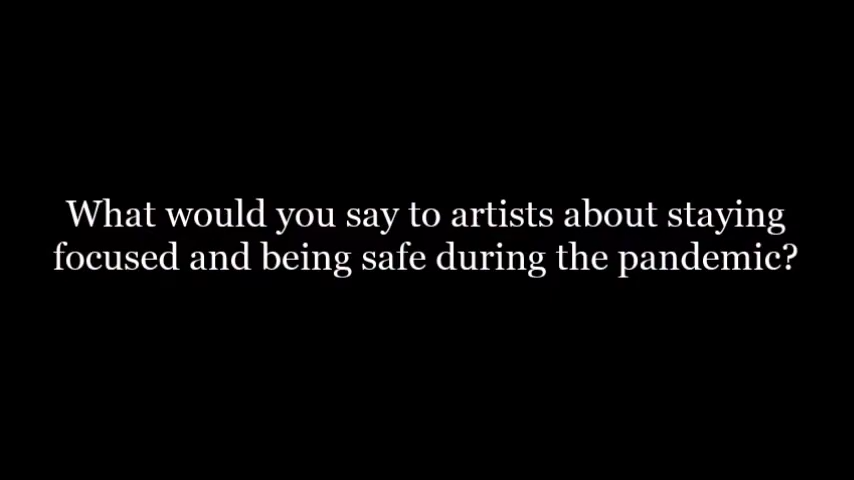 What would you say to artists about staying
focused and being safe during the pandemic?